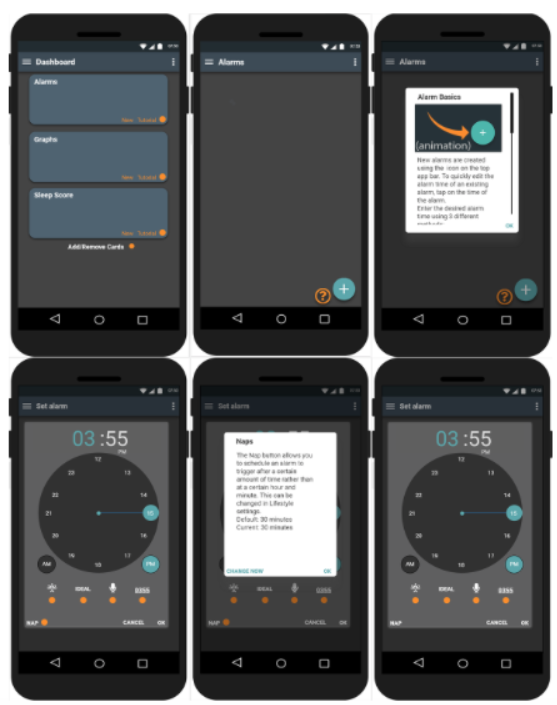 Dashboard
Alarms
New Tutorial
Graphs
New Tutorial
Sleep Score
New Tutorial
Add/Remove Cards
Alarms
?
+
Alarms
Alarm Basics
+
(animation)
New alarms are created
using the icon on the top
app bar. To quickly edit the
alarm time of an existing
alarm, tap on the time of
the alarm.
Enter the desired alarm
time using 3 different
methods
OK
?
+
Set alarm
03 :55
PM
12
23
22
14
21
15
20
16
19
18
17
AM
PM
IDEAL
NAP
CANCEL OK
Set alarm
Naps
The Nap button allows you
to schedule an alarm to
trigger after a certain
amount of time rather than
at a certain hour and
minute. This can be
changed in Lifestyle
settings.
Default: 30 minutes
Current: 30 minutes
CHANGE NOW OK
IDEAL
NAP
CANCEL OK
Set alarm
03 :55
PM
12
23
22
14
21
15
20
16
19
18
17
AM
PM
IDEAL
NAP
CANCEL OK